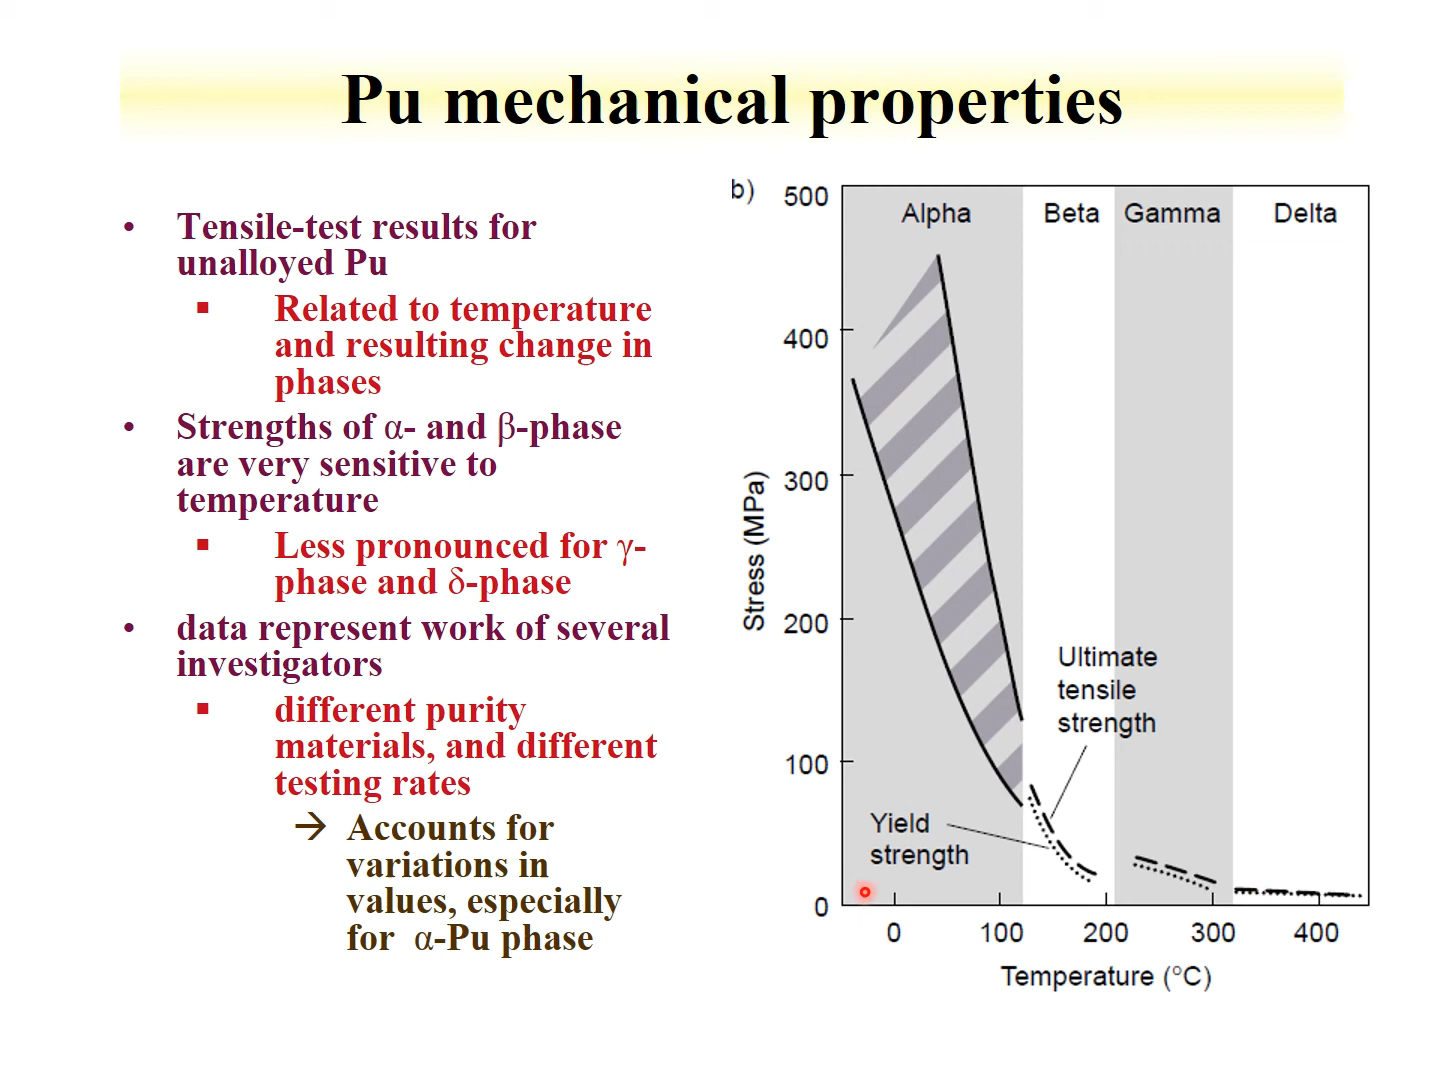 Pu mechanical properties
• Tensile-test results for
unalloyed Pu
▪ Related to temperature
and resulting change in
phases
• Strengths of α- and β-phase
are very sensitive to
temperature
▪ Less pronounced for γ-
phase and δ-phase
• data represent work of several
investigators
▪ different purity
materials, and different
testing rates
→ Accounts for
variations in
values, especially
for α-Pu phase
b)
500
400
300
200
100
0
Stress (MPa)
Alpha
Beta
Gamma
Delta
Ultimate
tensile
strength
Yield
strength
0
100
200
300
400
Temperature (°C)